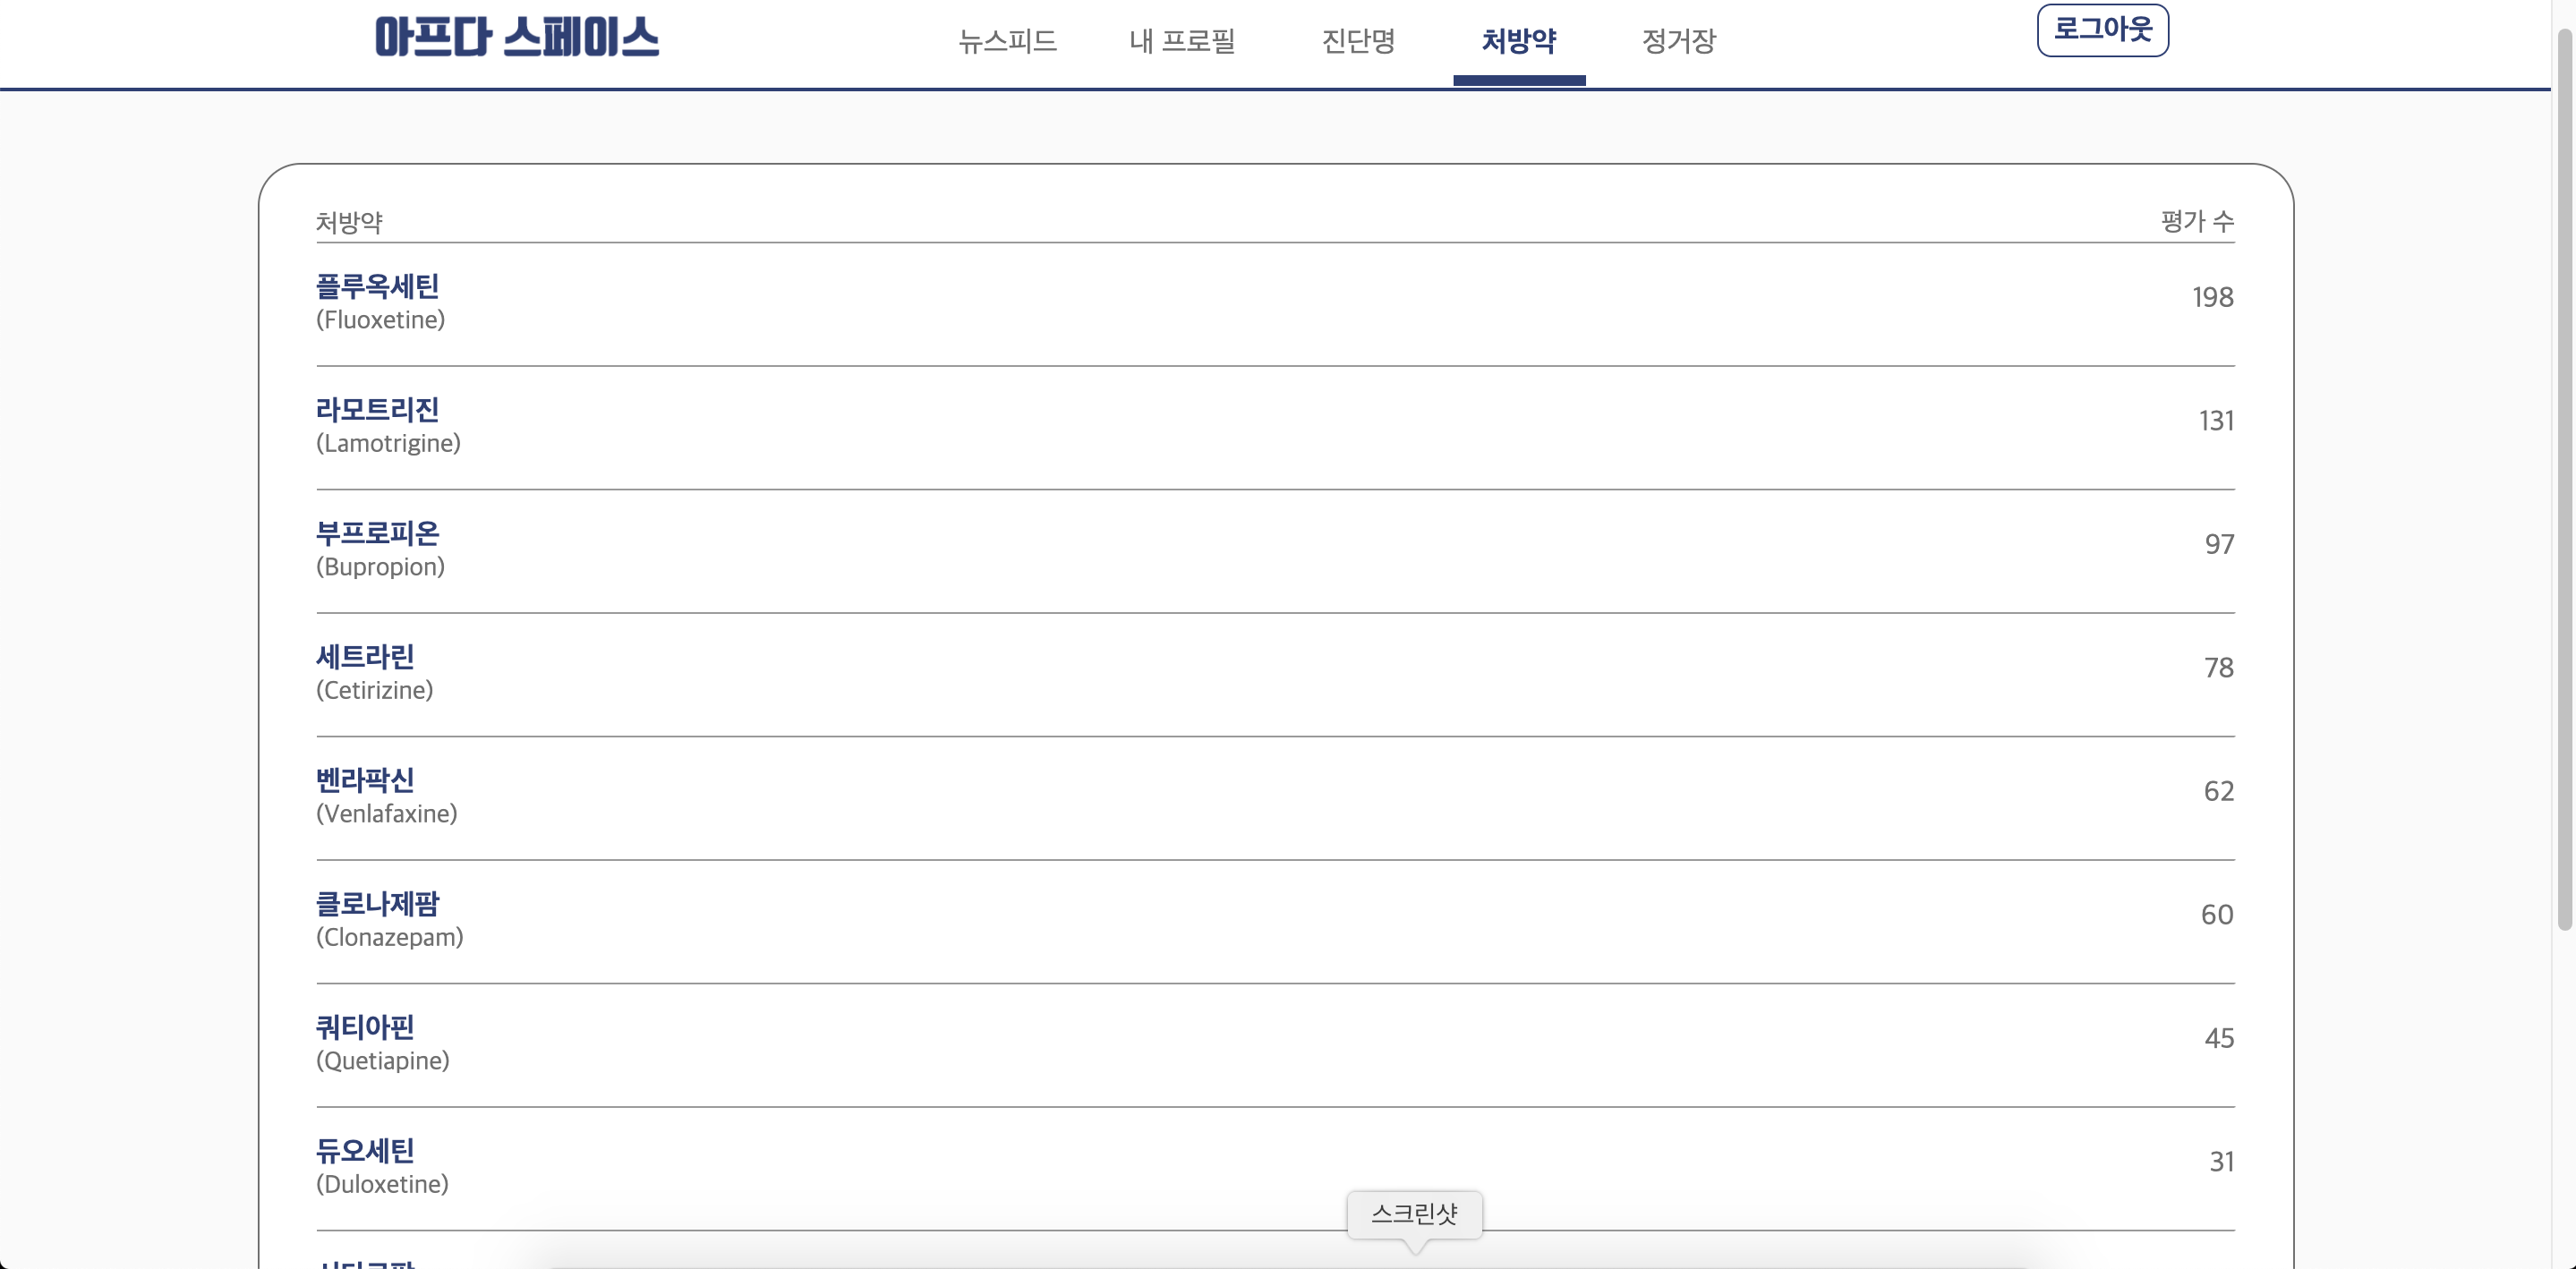 아프다 스페이스
뉴스피드 내 프로필 진단명 처방약 정거장
로그아웃
처방약 평가 수
플루옥세틴
(Fluoxetine)
198
라모트리진
(Lamotrigine)
131
부프로피온
(Bupropion)
97
세트라린
(Cetirizine)
78
벤라팍신
(Venlafaxine)
62
클로나제팜
(Clonazepam)
60
쿼티아핀
(Quetiapine)
45
듀오세틴
(Duloxetine)
31
스크린샷